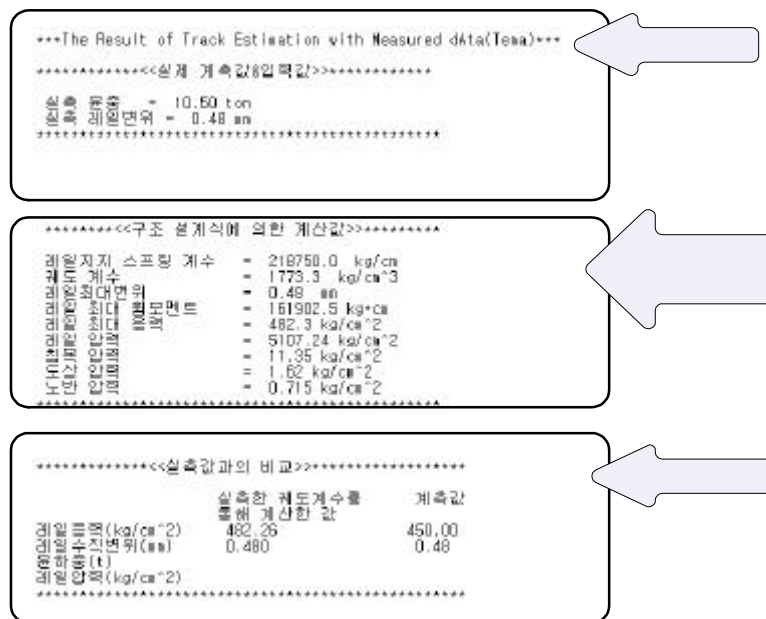 ***The Result of Track Estimation with Measured dAta(Tema)***
************<<실제 계측값&입력값>>************
실측 윤중 = 10.50 ton
실측 레일변위 = 0.48 mm
***********************************************
********<<구조 설계식에 의한 계산값>>*********
레일지지 스프링 계수 = 218750.0 kg/cm
궤도 계수 = 1773.3 kg/cm^3
레일최대변위 = 0.48 mm
레일 최대 휨모멘트 = 161902.5 kg*cm
레일 최대 응력 = 482.3 kg/cm^2
레일 압력 = 5107.24 kg/cm^2
침목 압력 = 11.35 kg/cm^2
도상 압력 = 1.62 kg/cm^2
노반 압력 = 0.715 kg/cm^2
***********************************************
*************<<실측값과의 비교>>******************
실측한 궤도계수를 계측값
통해 계산한 값
레일응력(kg/cm^2) 482.26 450.00
레일수직변위(mm) 0.480 0.48
윤하중(t)
레일압력(kg/cm^2)
**************************************************